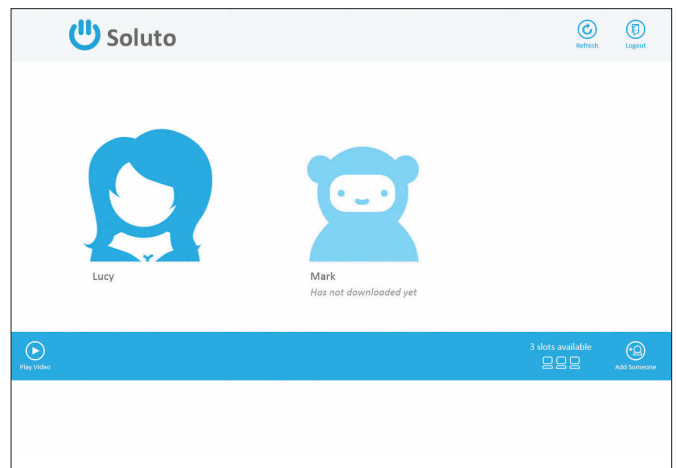 Soluto
Refresh
Logout
Lucy
Mark
Has not downloaded yet
Play Video
3 slots available
Add Someone